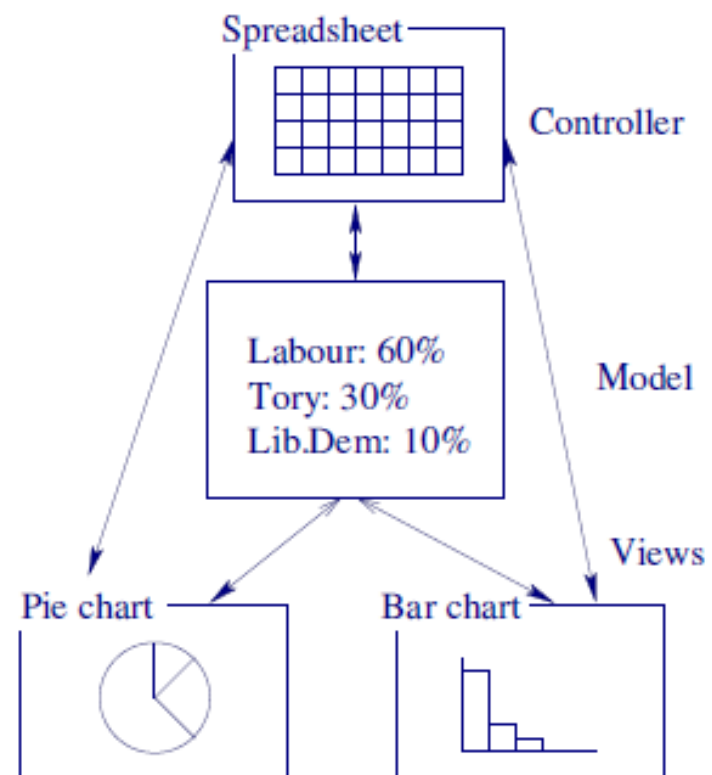 Spreadsheet
Controller
Labour: 60%
Tory: 30%
Lib.Dem: 10%
Model
Views
Pie chart
Bar chart